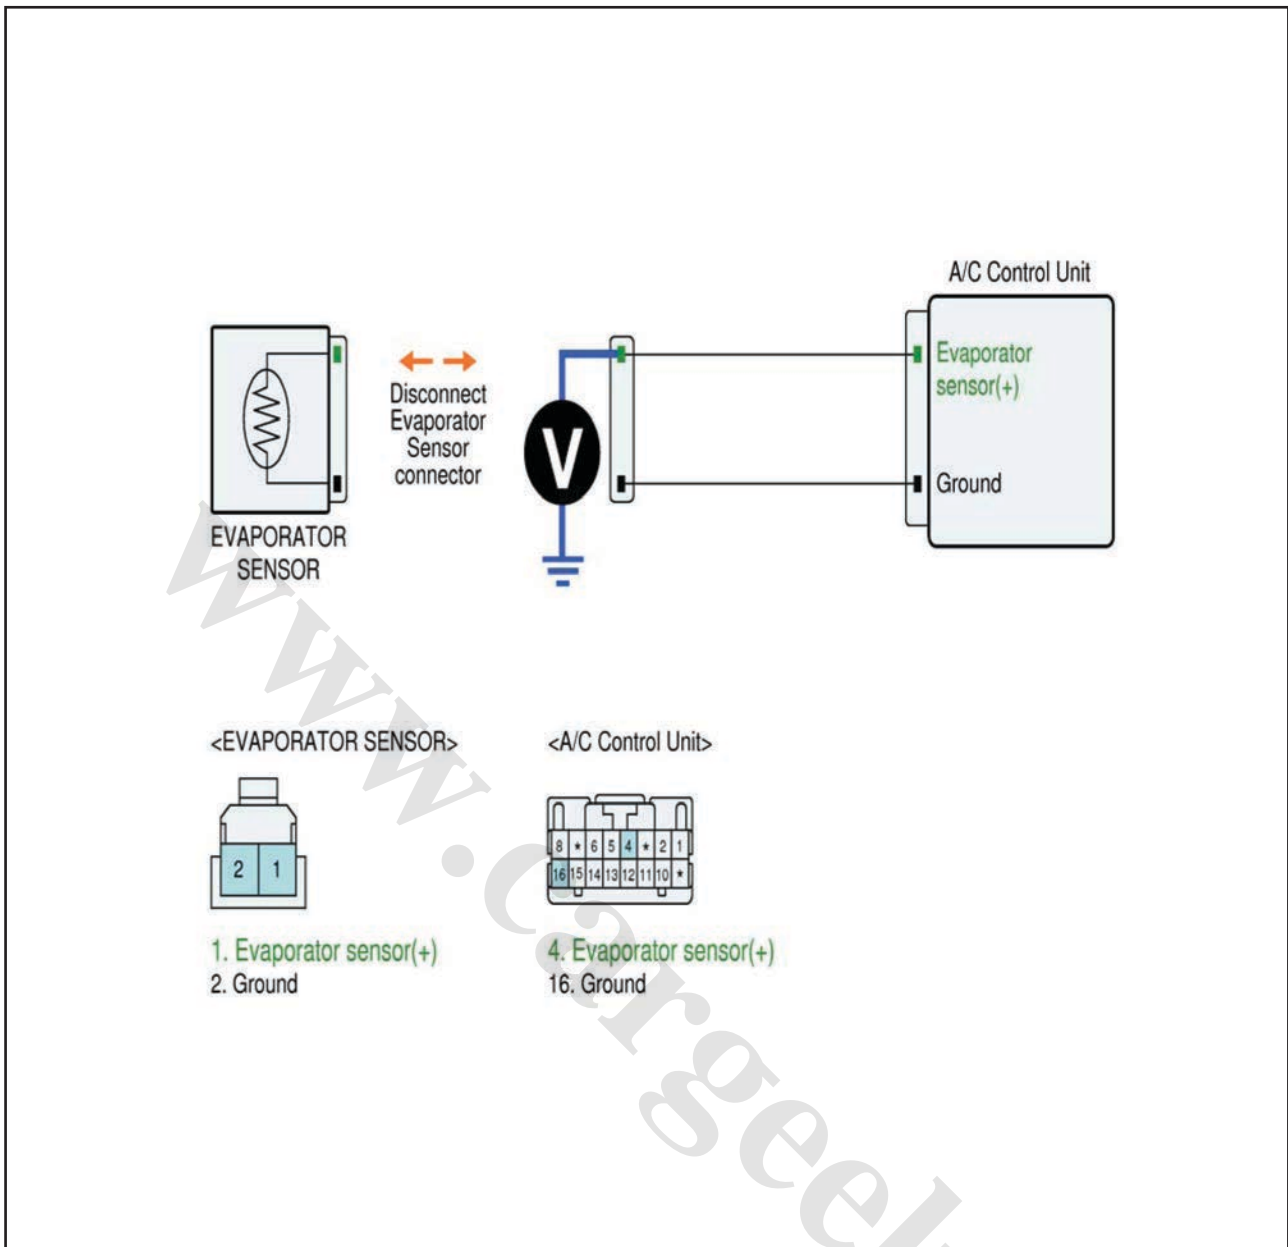 A/C Control Unit
Evaporator
sensor(+)
Ground
Disconnect
Evaporator
Sensor
connector
V
EVAPORATOR
SENSOR
<EVAPORATOR SENSOR>
2 1
1. Evaporator sensor(+)
2. Ground
<A/C Control Unit>
8 * 6 5 4 * 2 1
16 15 14 13 12 11 10 *
4. Evaporator sensor(+)
16. Ground
www.cargeek